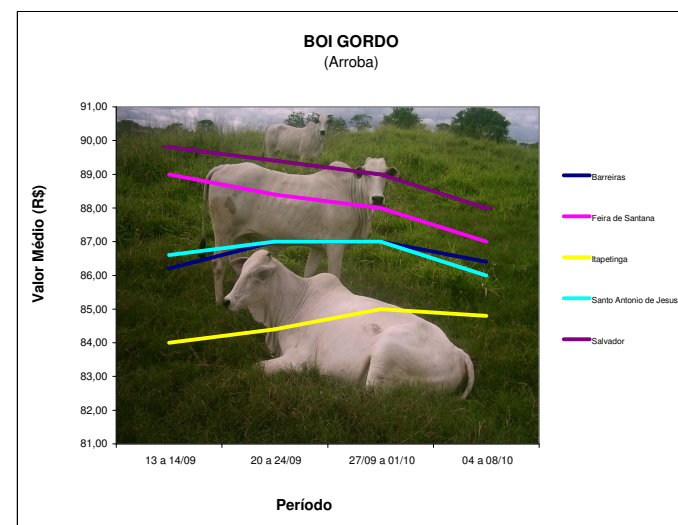 BOI GORDO
(Arroba)
Valor Médio (R$)
91,00
90,00
89,00
88,00
87,00
86,00
85,00
84,00
83,00
82,00
81,00
13 a 14/09 20 a 24/09 27/09 a 01/10 04 a 08/10
Período
Barreiras
Feira de Santana
Itapetinga
Santo Antonio de Jesus
Salvador